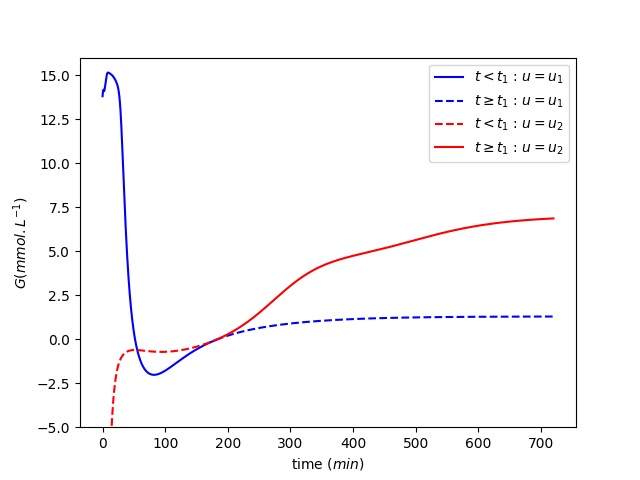 15.0
12.5
10.0
7.5
5.0
2.5
0.0
−2.5
−5.0
G(mmol.L⁻¹)
0 100 200 300 400 500 600 700
time (min)
t < t₁ : u = u₁
t ≥ t₁ : u = u₁
t < t₁ : u = u₂
t ≥ t₁ : u = u₂